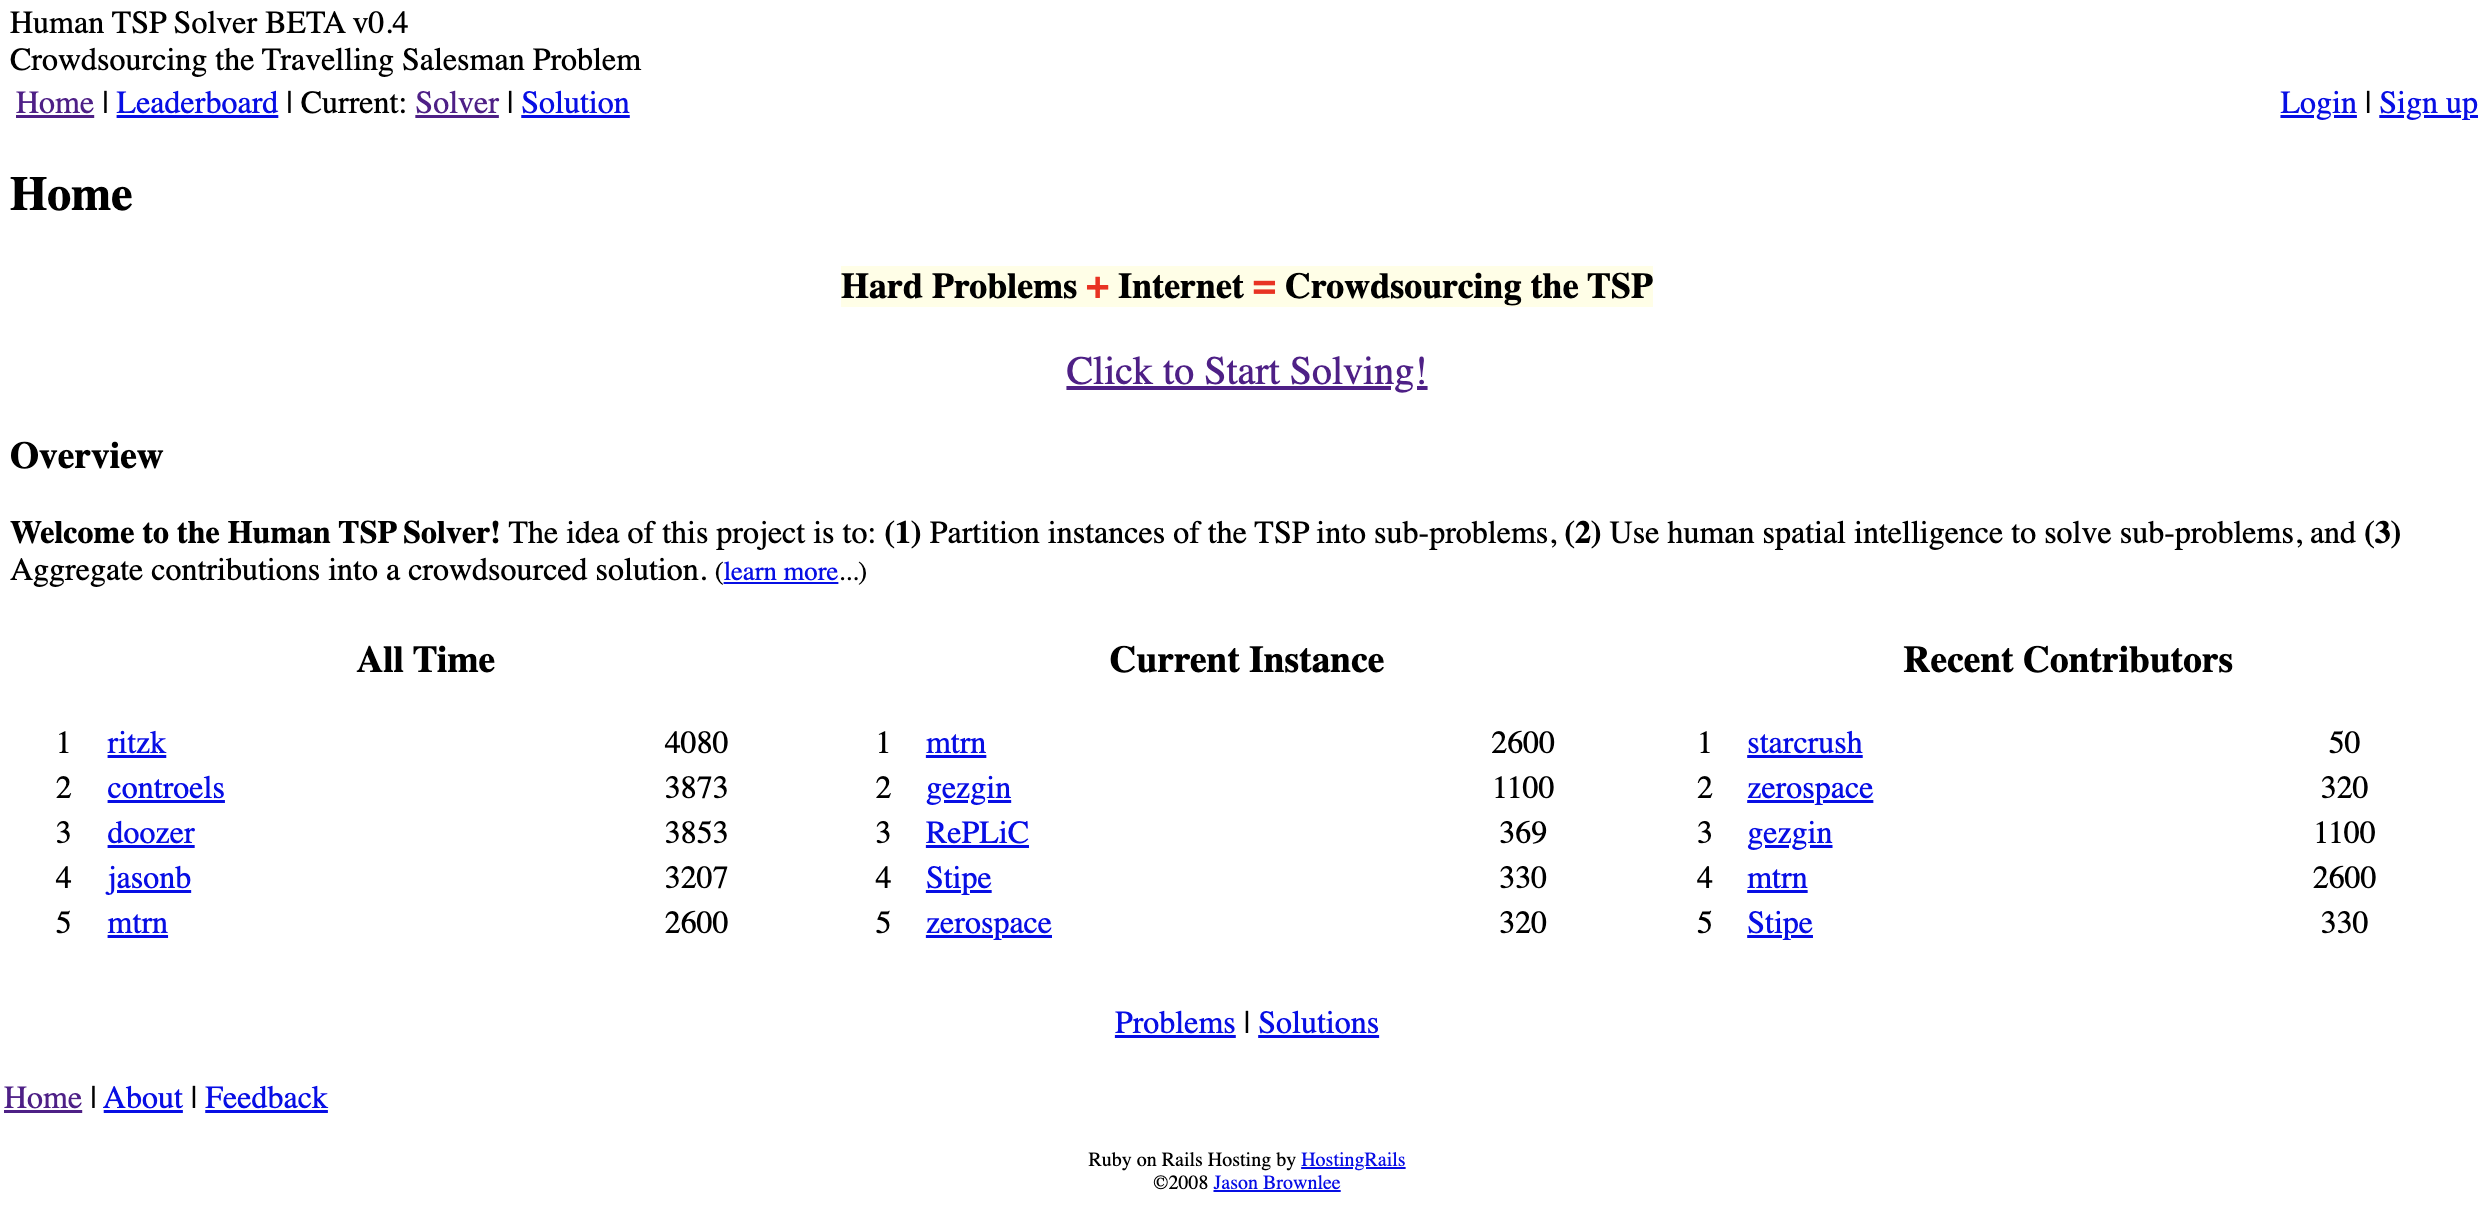 Human TSP Solver BETA v0.4
Crowdsourcing the Travelling Salesman Problem
Home | Leaderboard | Current: Solver | Solution
Login | Sign up
Home
Hard Problems + Internet = Crowdsourcing the TSP
Click to Start Solving!
Overview
Welcome to the Human TSP Solver! The idea of this project is to: (1) Partition instances of the TSP into sub-problems, (2) Use human spatial intelligence to solve sub-problems, and (3)
Aggregate contributions into a crowdsourced solution. (learn more...)
All Time
1 ritzk 4080
2 controels 3873
3 doozer 3853
4 jasonb 3207
5 mtrn 2600
Current Instance
1 mtrn 2600
2 gezgin 1100
3 RePLiC 369
4 Stipe 330
5 zerospace 320
Recent Contributors
1 starcrush 50
2 zerospace 320
3 gezgin 1100
4 mtrn 2600
5 Stipe 330
Problems | Solutions
Home | About | Feedback
Ruby on Rails Hosting by HostingRails
©2008 Jason Brownlee